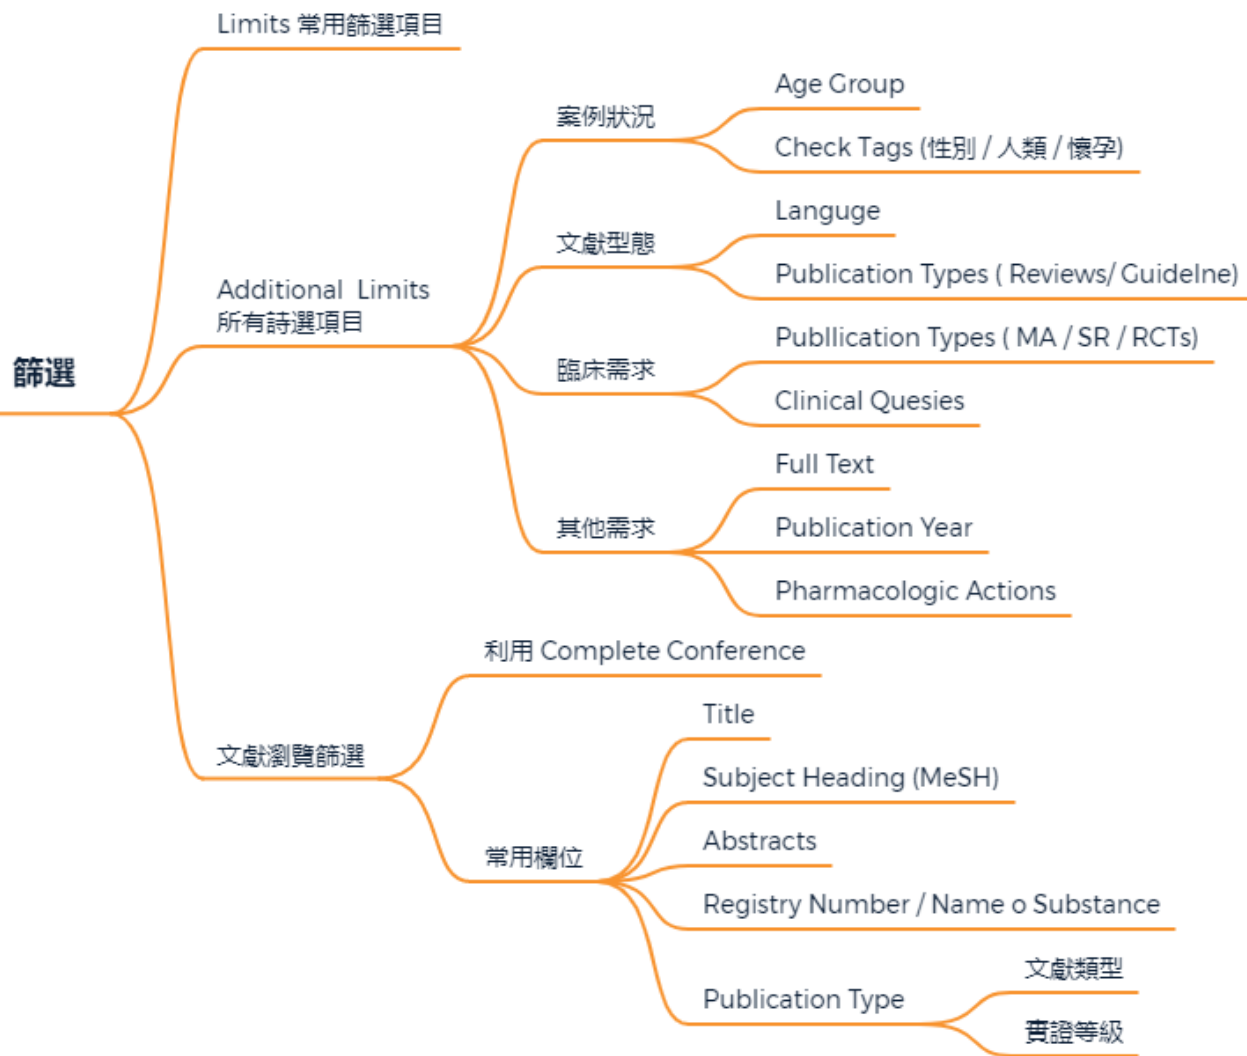 篩選
Limits 常用篩選項目
Additional Limits
所有詩選項目
案例狀況
Age Group
Check Tags (性別 / 人類 / 懷孕)
文獻型態
Languge
Publication Types ( Reviews/ Guidelne)
臨床需求
Publlication Types ( MA / SR / RCTs)
Clinical Quesies
其他需求
Full Text
Publication Year
Pharmacologic Actions
文獻瀏覽篩選
利用 Complete Conference
常用欄位
Title
Subject Heading (MeSH)
Abstracts
Registry Number / Name o Substance
Publication Type
文獻類型
實證等級